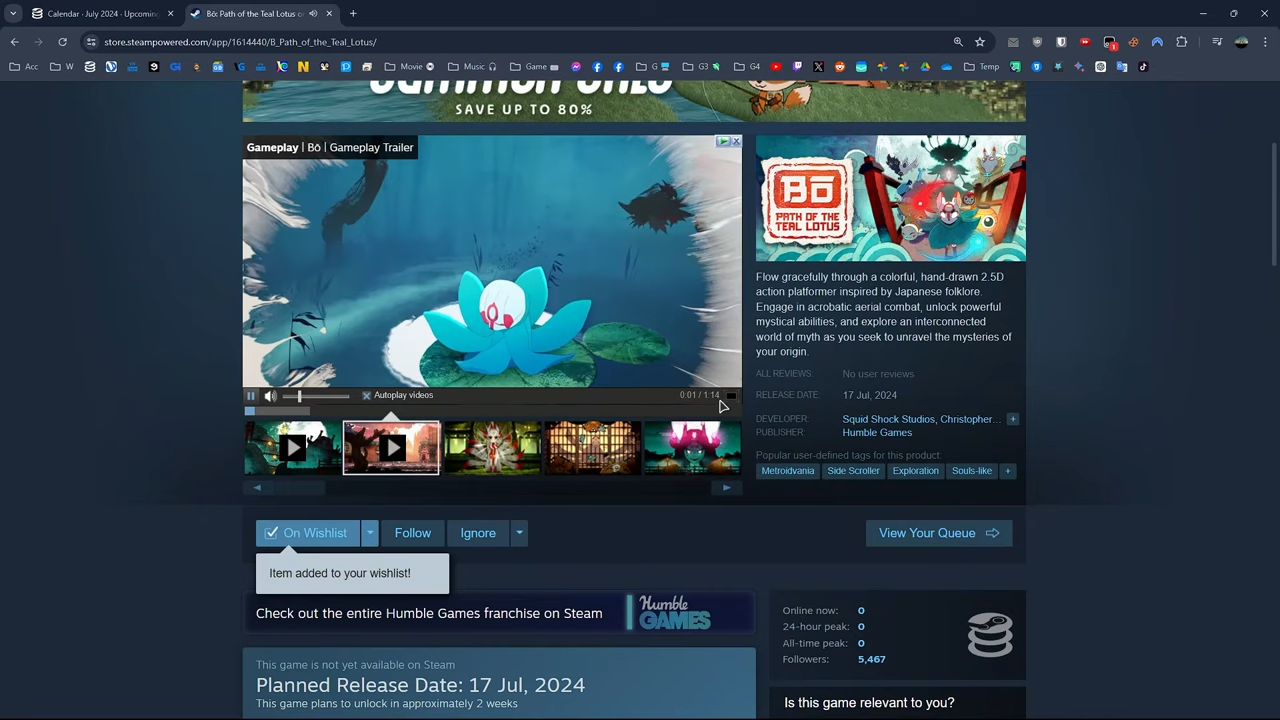 Calendar · July 2024 - Upcoming
Bō: Path of the Teal Lotus o
store.steampowered.com/app/1614440/B_Path_of_the_Teal_Lotus/
Acc
W
Movie
Music
Game
G
G3
G4
Temp
SAVE UP TO 80%
Gameplay | Bō | Gameplay Trailer
Autoplay videos
0:01 / 1:14
BŌ
PATH OF THE
TEAL LOTUS
Flow gracefully through a colorful, hand-drawn 2.5D
action platformer inspired by Japanese folklore.
Engage in acrobatic aerial combat, unlock powerful
mystical abilities, and explore an interconnected
world of myth as you seek to unravel the mysteries of
your origin.
ALL REVIEWS: No user reviews
RELEASE DATE: 17 Jul, 2024
DEVELOPER: Squid Shock Studios, Christopher... +
PUBLISHER: Humble Games
Popular user-defined tags for this product:
Metroidvania Side Scroller Exploration Souls-like +
On Wishlist Follow Ignore View Your Queue
Item added to your wishlist!
Check out the entire Humble Games franchise on Steam
Humble
GAMES
Online now: 0
24-hour peak: 0
All-time peak: 0
Followers: 5,467
This game is not yet available on Steam
Planned Release Date: 17 Jul, 2024
This game plans to unlock in approximately 2 weeks
Is this game relevant to you?